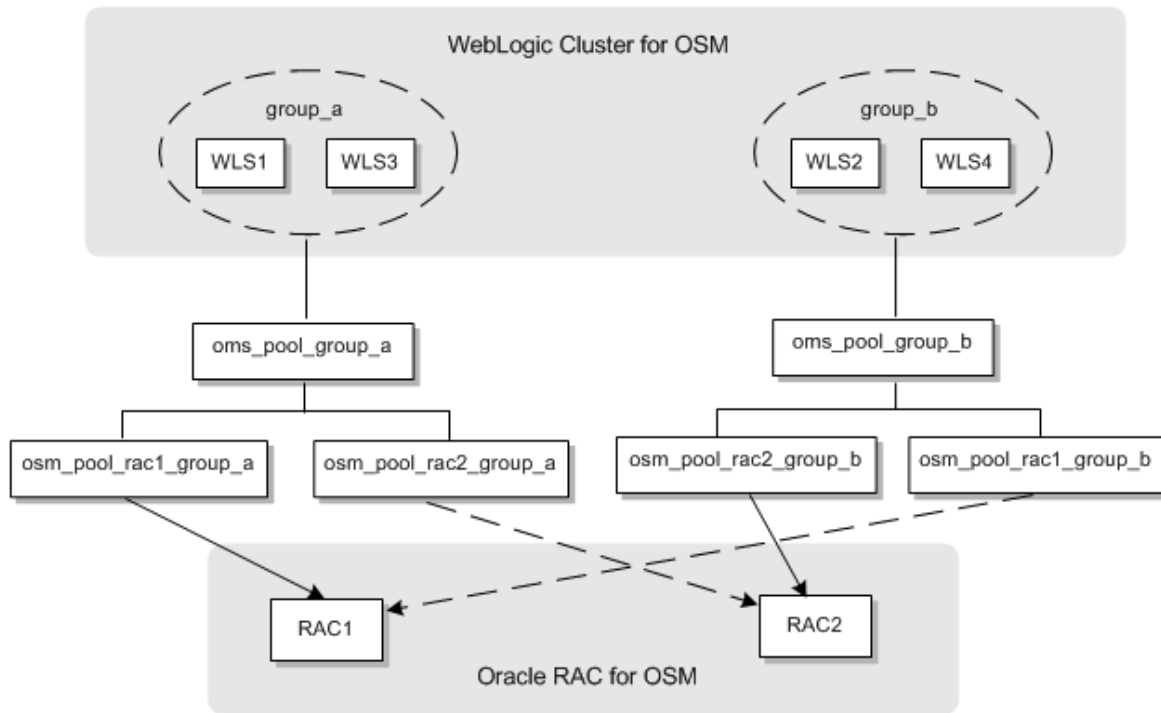 WebLogic Cluster for OSM
group_a
group_b
WLS1
WLS3
WLS2
WLS4
oms_pool_group_a
oms_pool_group_b
osm_pool_rac1_group_a
osm_pool_rac2_group_a
osm_pool_rac2_group_b
osm_pool_rac1_group_b
RAC1
RAC2
Oracle RAC for OSM